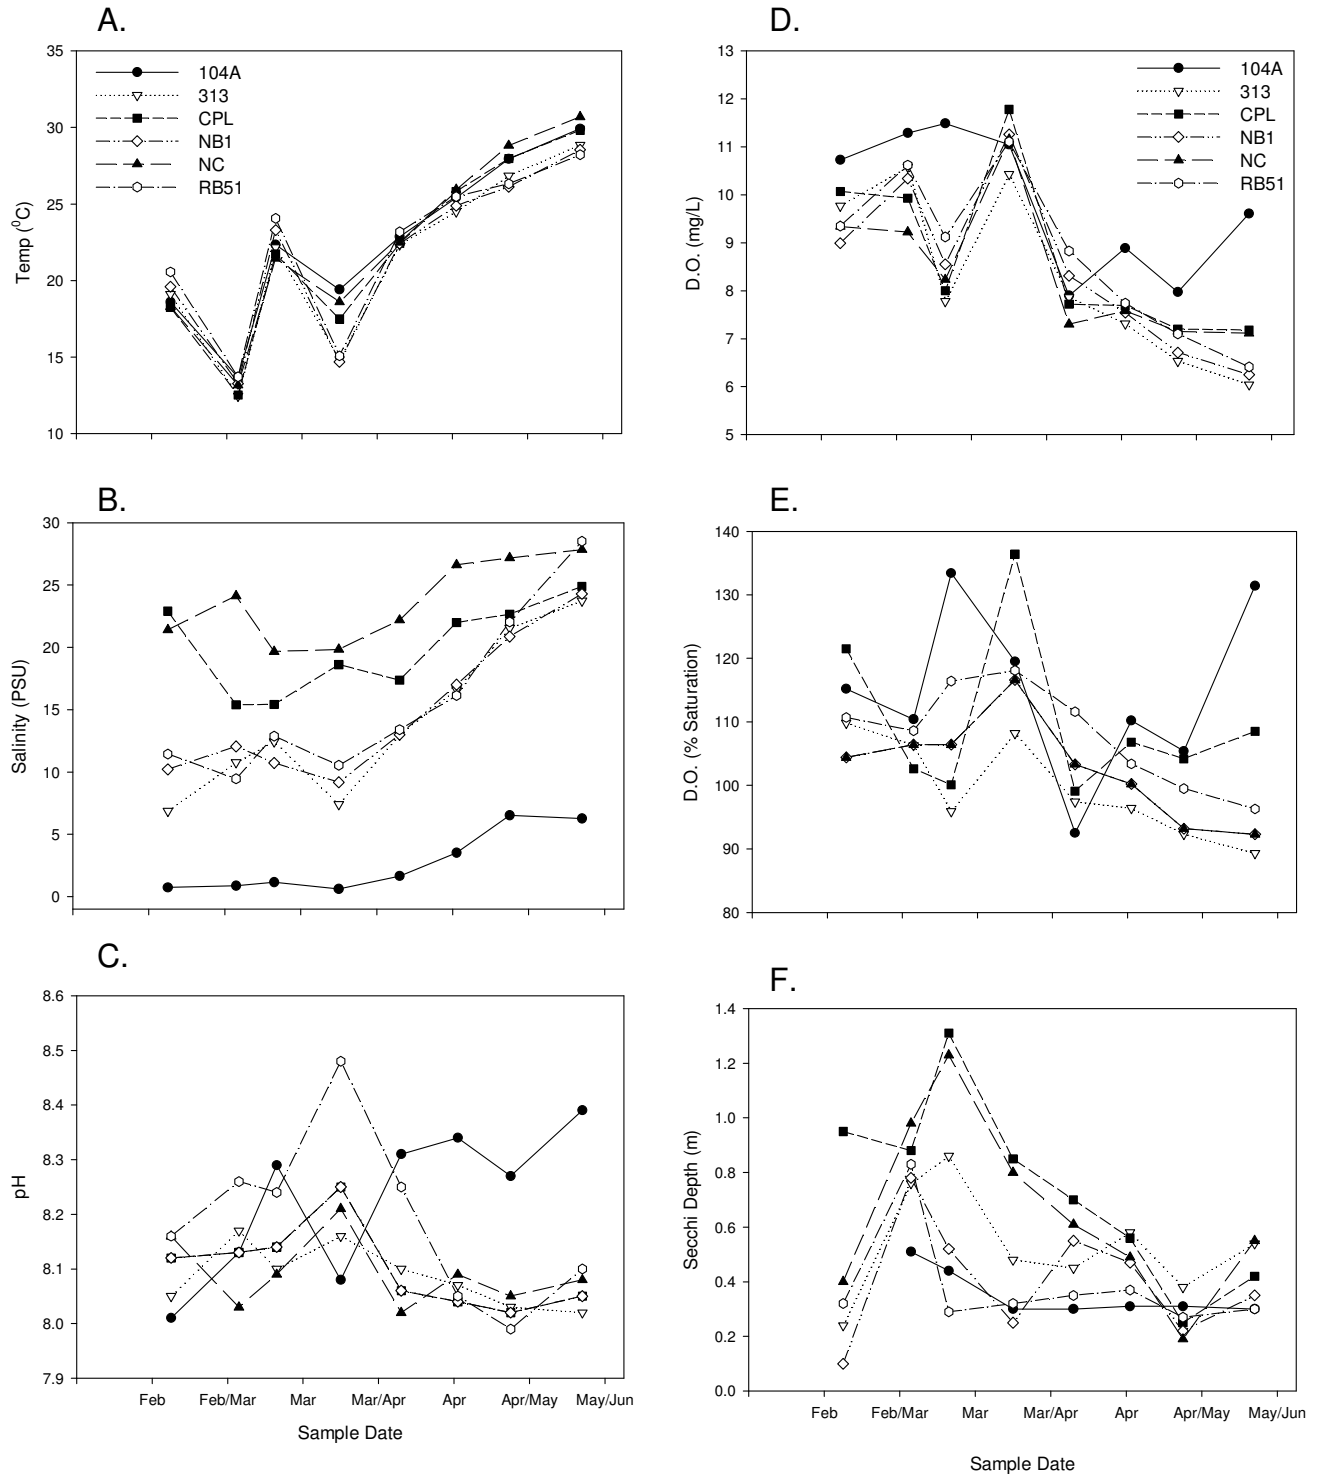 A.
35
30
25
20
15
10
Temp (⁰C)
104A
313
CPL
NB1
NC
RB51
D.
13
12
11
10
9
8
7
6
5
D.O. (mg/L)
104A
313
CPL
NB1
NC
RB51
B.
30
25
20
15
10
5
0
Salinity (PSU)
E.
140
130
120
110
100
90
80
D.O. (% Saturation)
C.
8.6
8.5
8.4
8.3
8.2
8.1
8.0
7.9
pH
Feb Feb/Mar Mar Mar/Apr Apr Apr/May May/Jun
Sample Date
F.
1.4
1.2
1.0
0.8
0.6
0.4
0.2
0.0
Secchi Depth (m)
Feb Feb/Mar Mar Mar/Apr Apr Apr/May May/Jun
Sample Date